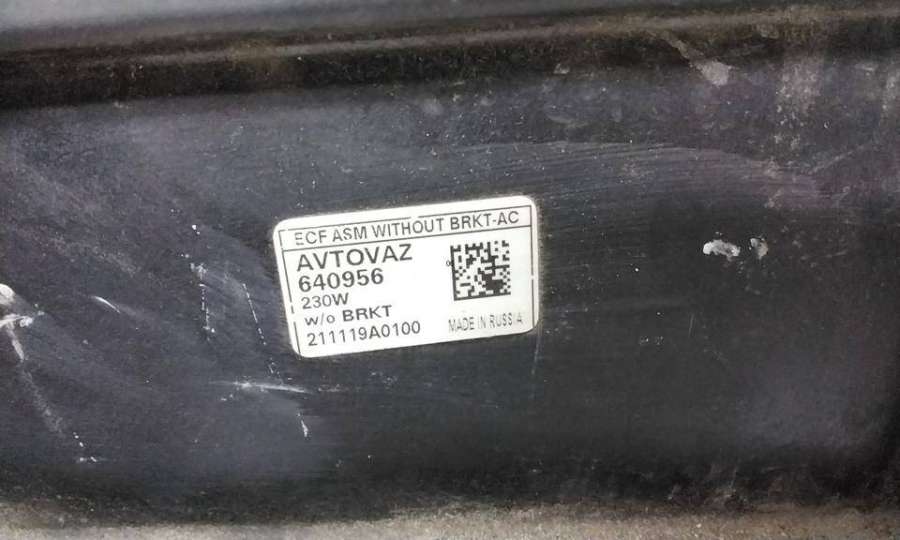 ECF ASM WITHOUT BRKT-AC
AVTOVAZ
640956
230W
w/o BRKT
211119A0100
MADE IN RUSSIA